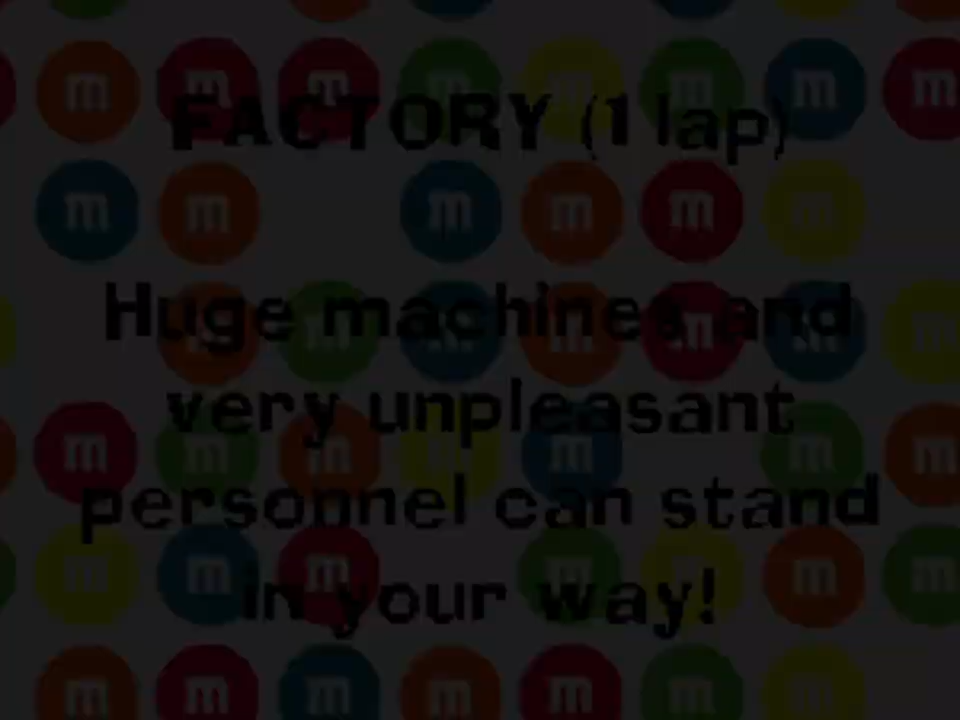 FACTORY (1 lap)
Huge machines and
very unpleasant
personnel can stand
in your way!